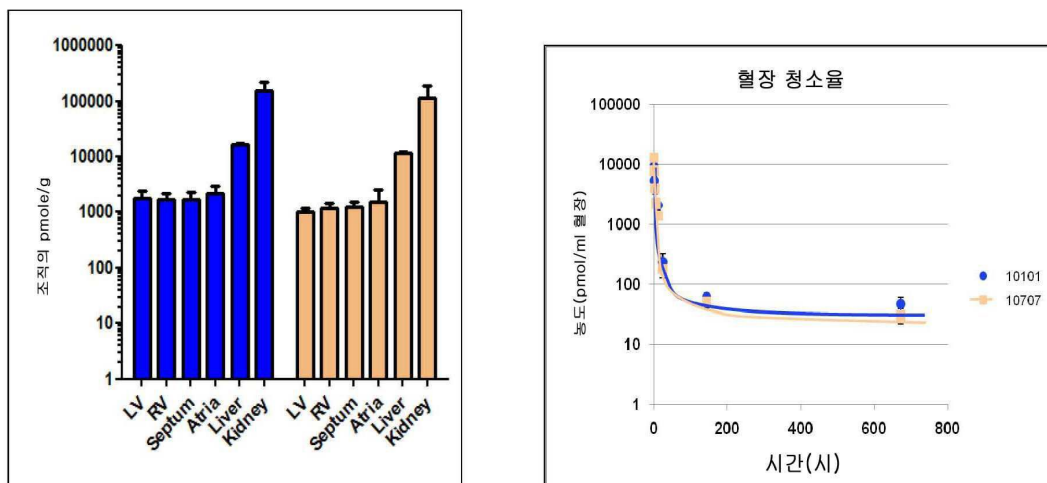 조직의 pmole/g
1000000
100000
10000
1000
100
10
1
LV
RV
Septum
Atria
Liver
Kidney
LV
RV
Septum
Atria
Liver
Kidney
혈장 청소율
농도(pmol/ml 혈장)
100000
10000
1000
100
10
1
0 200 400 600 800
시간(시)
10101
10707